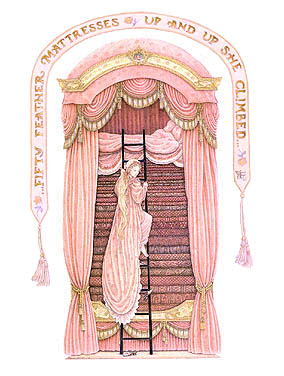 ...FIFTY FEATHER MATTRESSES UP AND UP SHE CLIMBED...